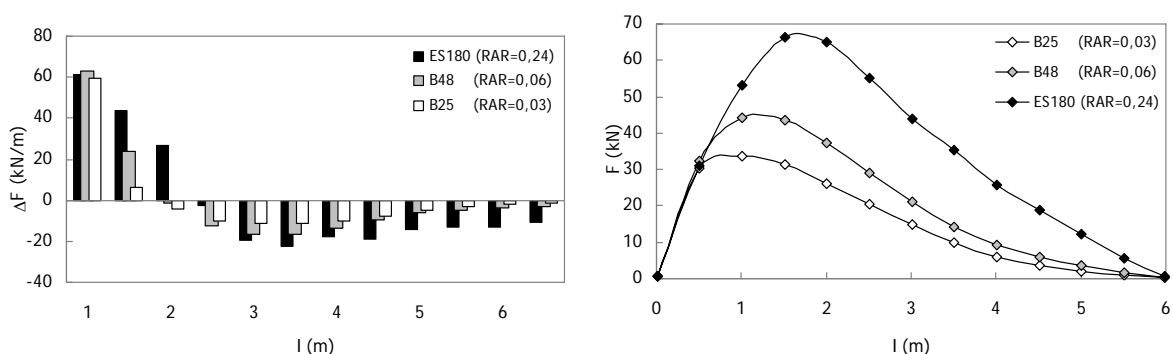 80
60
40
20
0
-20
-40
ΔF (kN/m)
ES180 (RAR=0,24)
B48 (RAR=0,06)
B25 (RAR=0,03)
1 2 3 4 5 6
l (m)
70
60
50
40
30
20
10
0
F (kN)
B25 (RAR=0,03)
B48 (RAR=0,06)
ES180 (RAR=0,24)
0 1 2 3 4 5 6
l (m)